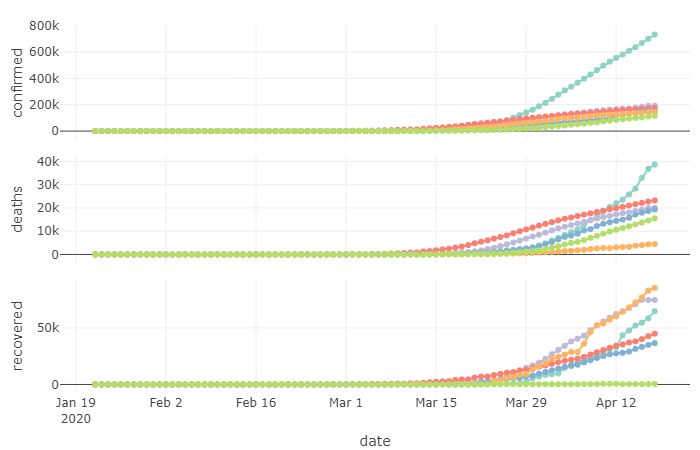 800k
600k
400k
200k
0
confirmed
40k
30k
20k
10k
0
deaths
50k
0
recovered
Jan 19
2020
Feb 2
Feb 16
Mar 1
Mar 15
Mar 29
Apr 12
date